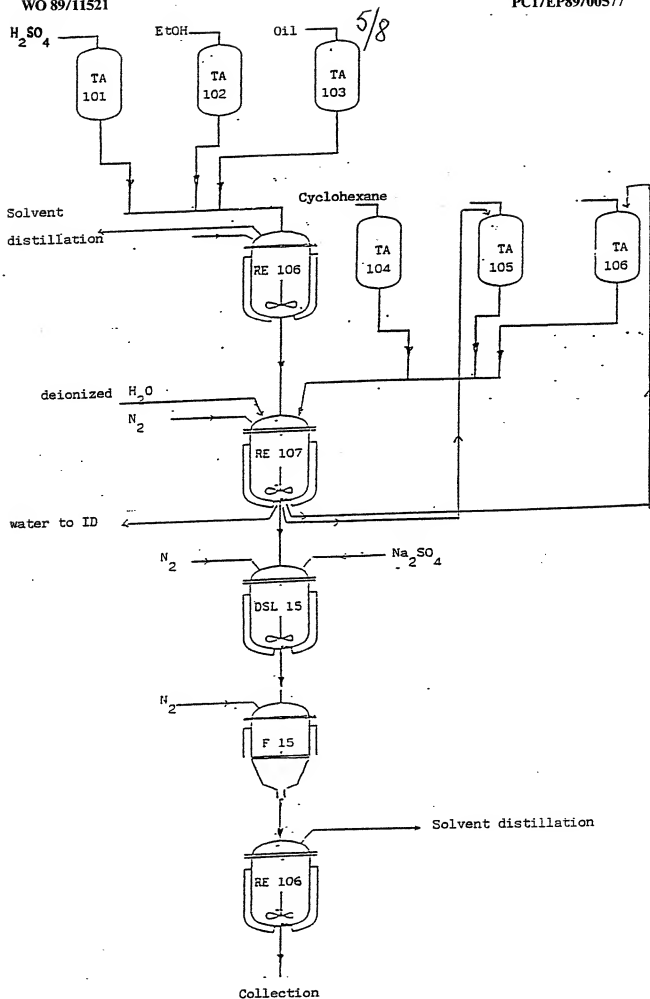 WO 89/11521
PCT/EP89/00577
5/8
H2SO4
EtOH
Oil
TA
101
TA
102
TA
103
Solvent
distillation
Cyclohexane
RE 106
TA
104
TA
105
TA
106
deionized H2O
N2
RE 107
water to ID
N2
Na2SO4
DSL 15
N2
F 15
Solvent distillation
RE 106
Collection